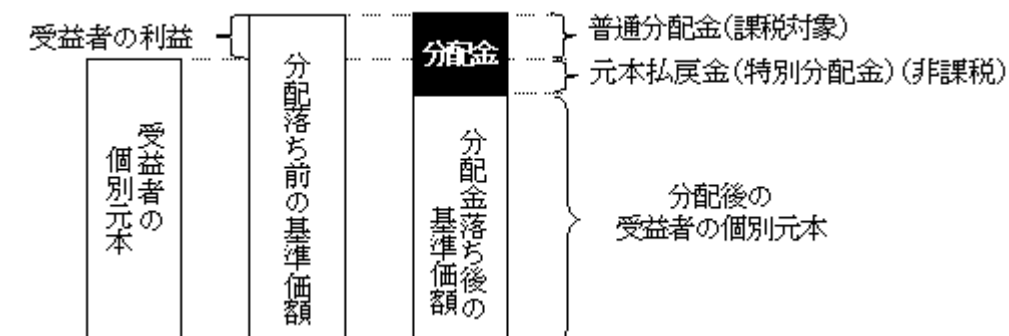 受益者の利益
受益者の
個別元本
分配落ち前の基準価額
分配金
分配金落ち後の
基準価額
普通分配金(課税対象)
元本払戻金(特別分配金)(非課税)
分配後の
受益者の個別元本